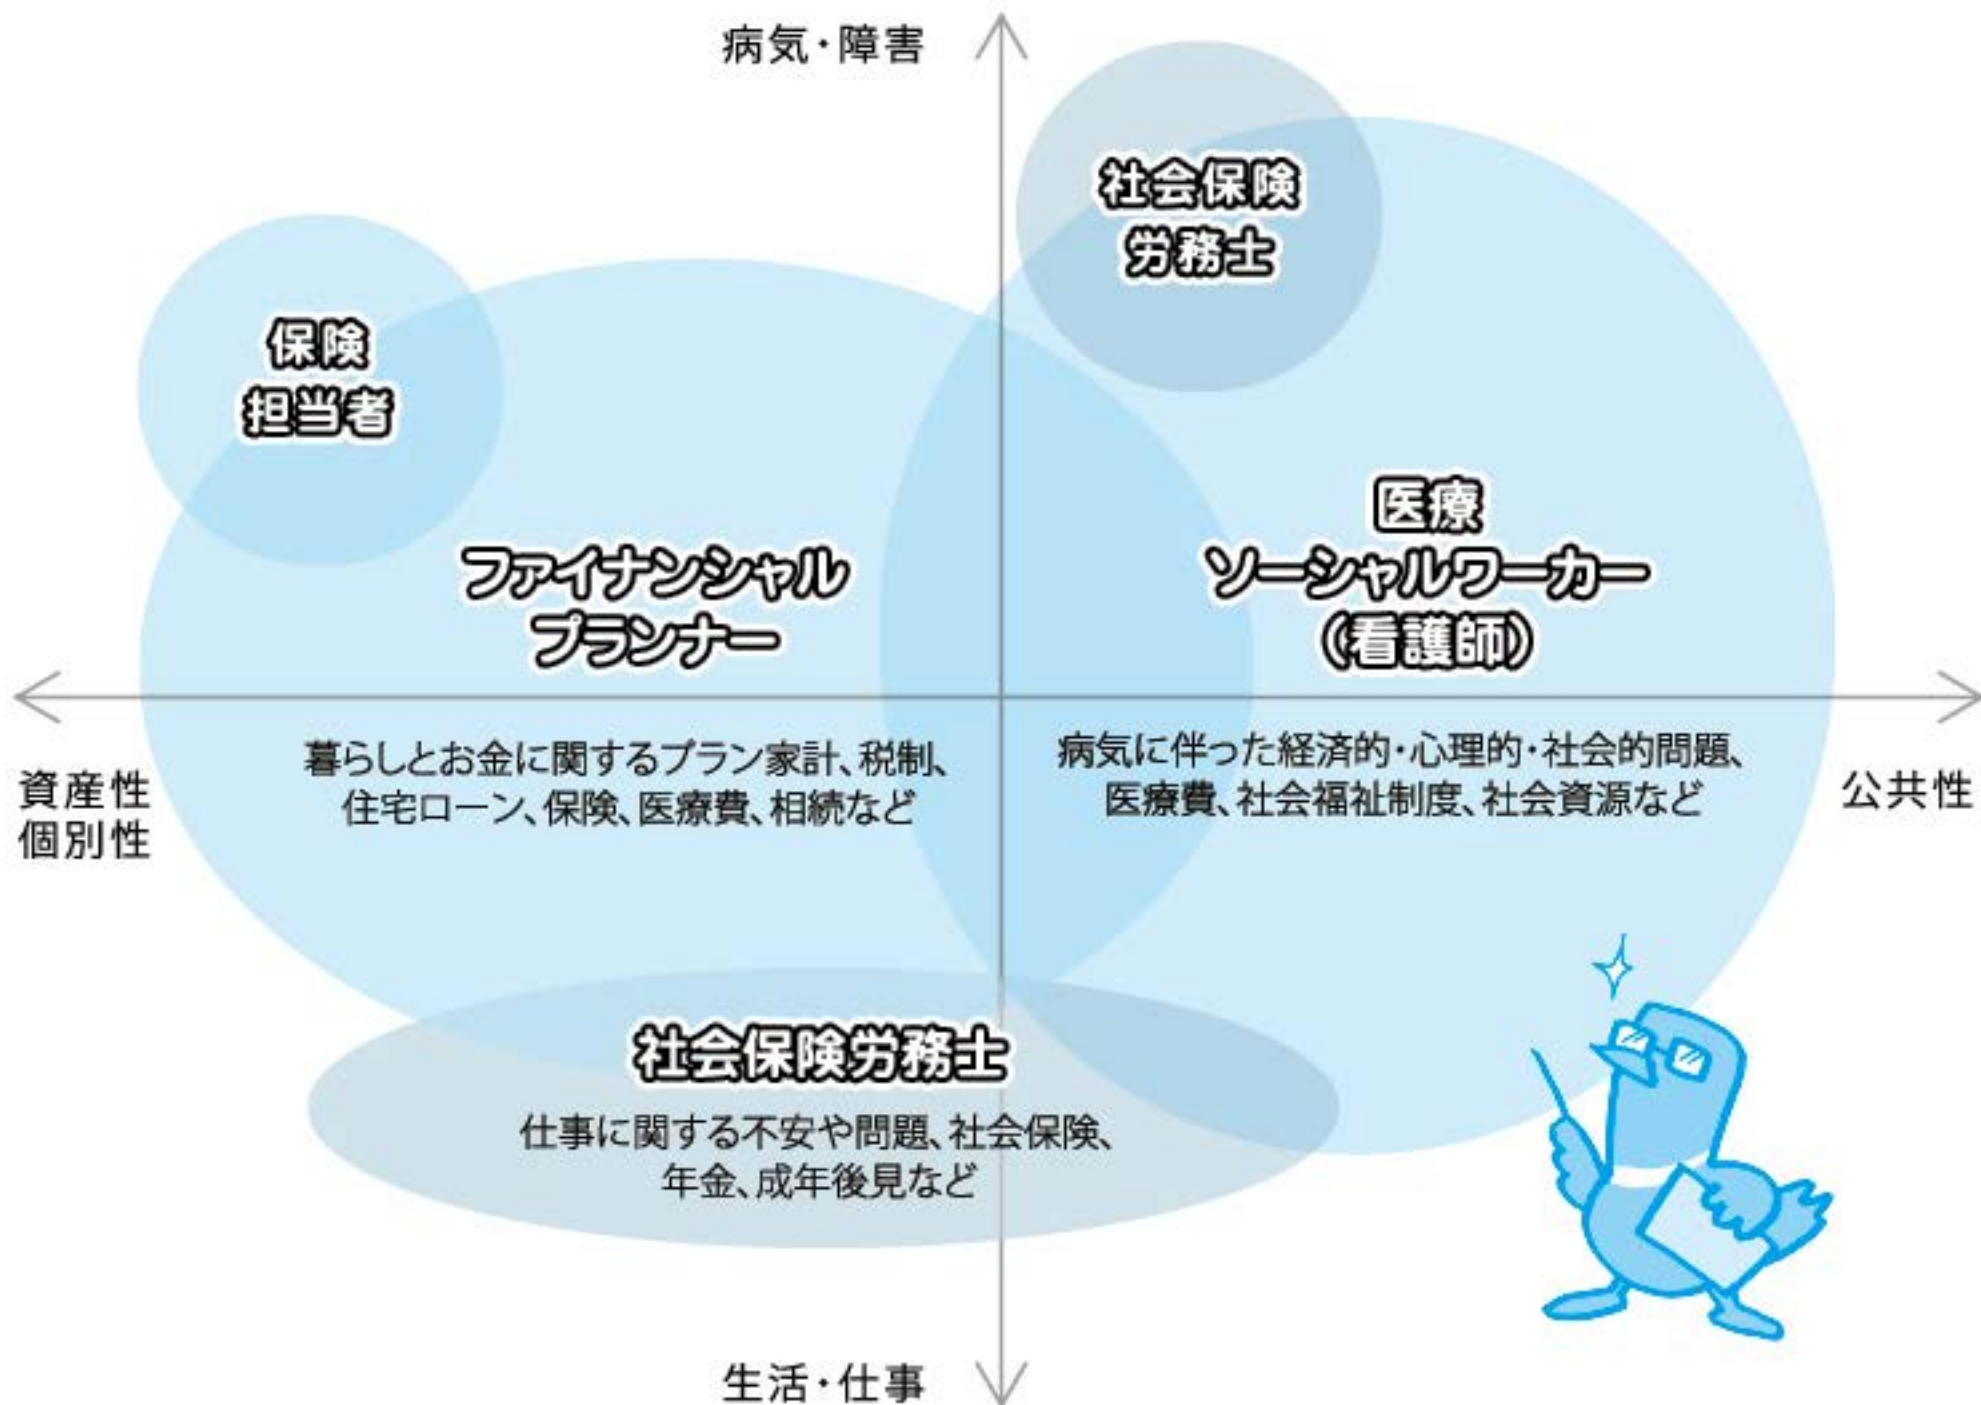 病気・障害
社会保険
労務士
保険
担当者
医療
ソーシャルワーカー
(看護師)
ファイナンシャル
プランナー
暮らしとお金に関するプラン家計、税制、
住宅ローン、保険、医療費、相続など
病気に伴った経済的・心理的・社会的問題、
医療費、社会福祉制度、社会資源など
資産性
個別性
公共性
社会保険労務士
仕事に関する不安や問題、社会保険、
年金、成年後見など
生活・仕事